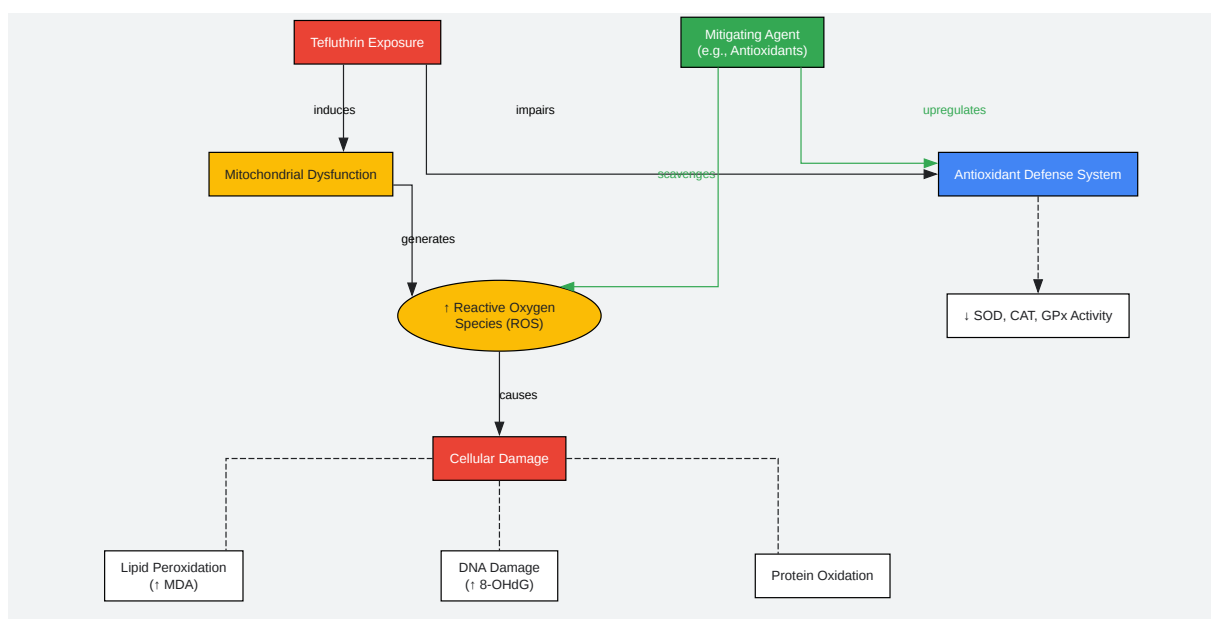 Tefluthrin Exposure
Mitigating Agent
(e.g., Antioxidants)
induces
impairs
upregulates
Mitochondrial Dysfunction
scavenges
Antioxidant Defense System
generates
↑ Reactive Oxygen
Species (ROS)
↓ SOD, CAT, GPx Activity
causes
Cellular Damage
Lipid Peroxidation
(↑ MDA)
DNA Damage
(↑ 8-OHdG)
Protein Oxidation